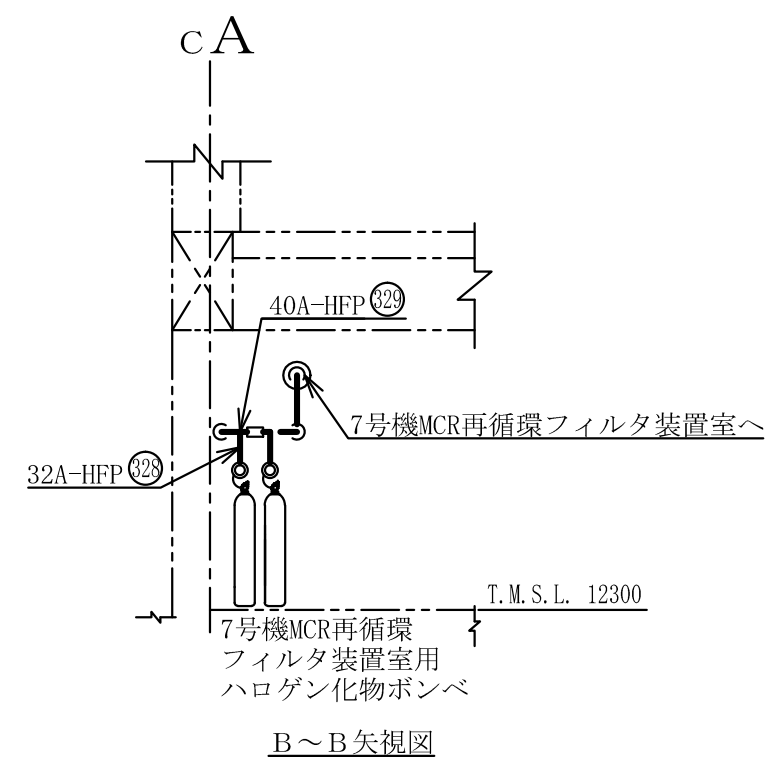 cA
40A-HFP 329
7号機MCR再循環フィルタ装置室へ
32A-HFP 328
T.M.S.L. 12300
7号機MCR再循環
フィルタ装置室用
ハロゲン化物ボンベ
B～B矢視図